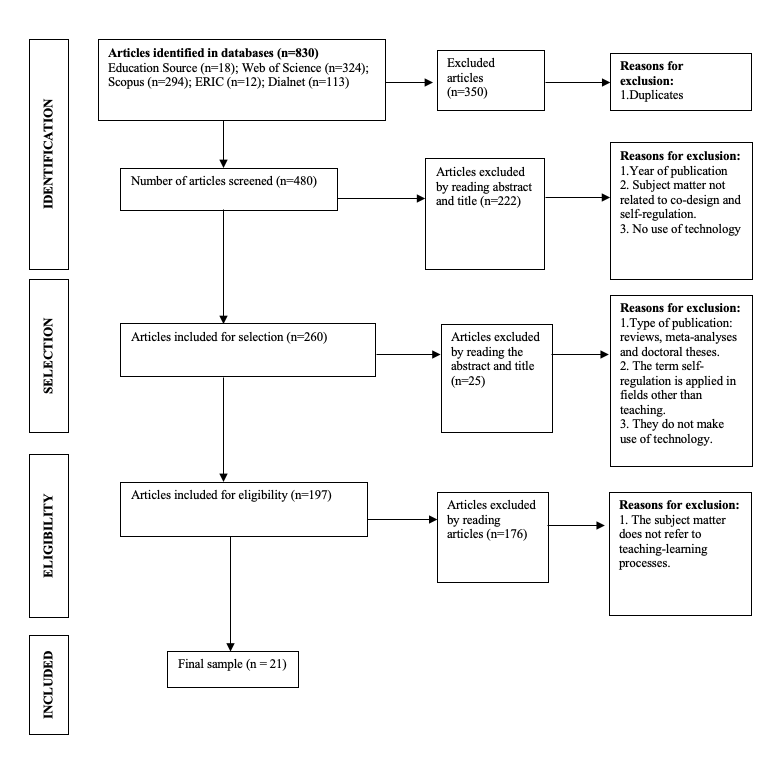 IDENTIFICATION
Articles identified in databases (n=830)
Education Source (n=18); Web of Science (n=324);
Scopus (n=294); ERIC (n=12); Dialnet (n=113)
Excluded
articles
(n=350)
Reasons for
exclusion:
1.Duplicates
Number of articles screened (n=480)
Articles excluded
by reading abstract
and title (n=222)
Reasons for exclusion:
1.Year of publication
2. Subject matter not
related to co-design and
self-regulation.
3. No use of technology
SELECTION
Articles included for selection (n=260)
Articles excluded
by reading the
abstract and title
(n=25)
Reasons for exclusion:
1.Type of publication:
reviews, meta-analyses
and doctoral theses.
2. The term self-
regulation is applied in
fields other than
teaching.
3. They do not make
use of technology.
ELIGIBILITY
Articles included for eligibility (n=197)
Articles excluded
by reading
articles (n=176)
Reasons for exclusion:
1. The subject matter
does not refer to
teaching-learning
processes.
INCLUDED
Final sample (n = 21)